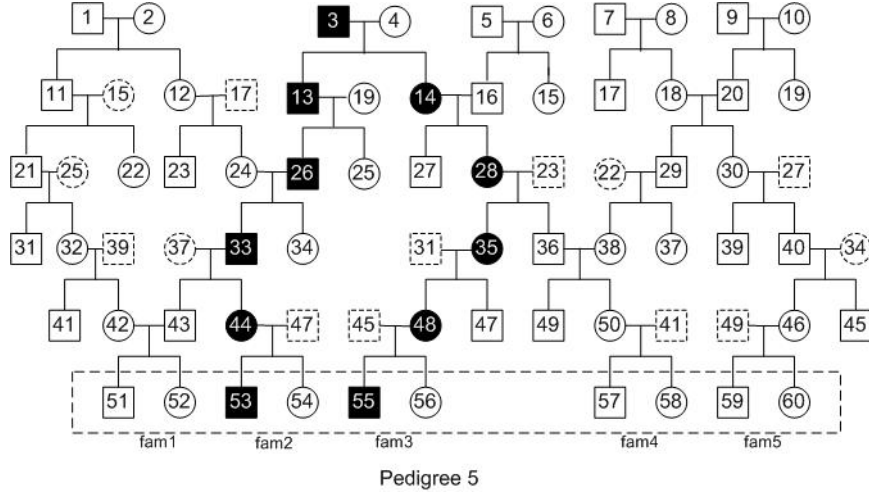 1 2 3 4 5 6 7 8 9 10
11 15 12 17 13 19 14 16 15 17 18 20 19
21 25 22 23 24 26 25 27 28 23 22 29 30 27
31 32 39 37 33 34 31 35 36 38 37 39 40 34
41 42 43 44 47 45 48 47 49 50 41 49 46 45
51 52 53 54 55 56 57 58 59 60
fam1 fam2 fam3 fam4 fam5
Pedigree 5